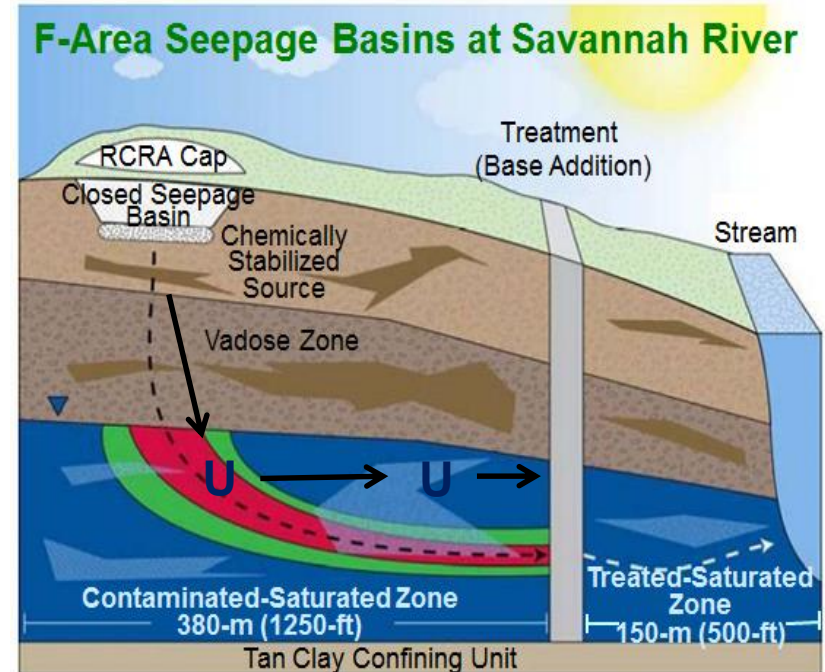 F-Area Seepage Basins at Savannah River
RCRA Cap
Closed Seepage
Basin
Chemically
Stabilized
Source
Treatment
(Base Addition)
Stream
Vadose Zone
U
U
Contaminated-Saturated Zone
380-m (1250-ft)
Treated-Saturated
Zone
150-m (500-ft)
Tan Clay Confining Unit